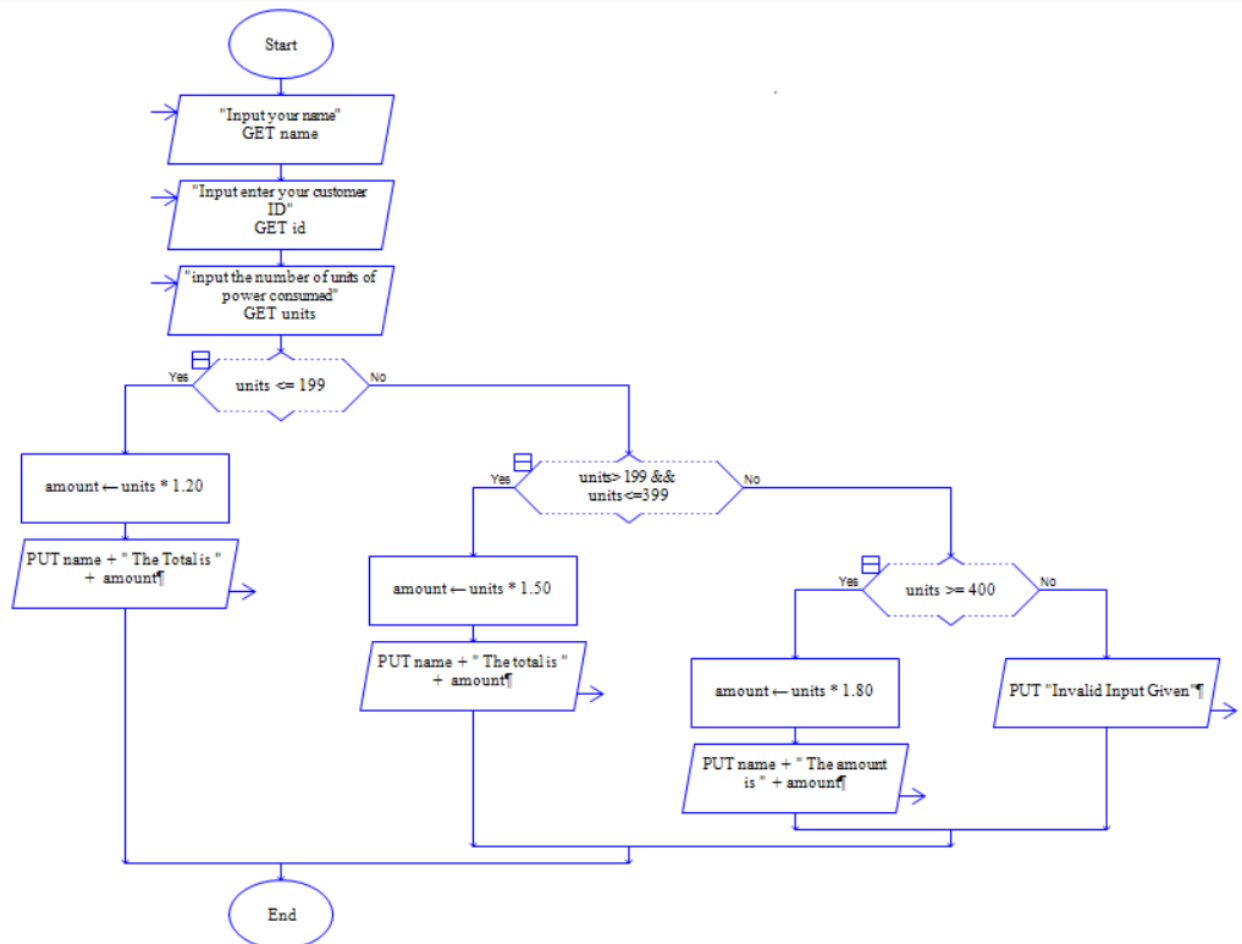 Start
"Input your name"
GET name
"Input enter your customer
ID"
GET id
"input the number of units of
power consumed"
GET units
Yes
units <= 199
No
amount ← units * 1.20
PUT name + " The Total is "
+ amount¶
Yes
units> 199 &&
units<=399
No
amount ← units * 1.50
PUT name + " The total is "
+ amount¶
Yes
units >= 400
No
amount ← units * 1.80
PUT name + " The amount
is " + amount¶
PUT "Invalid Input Given"¶
End